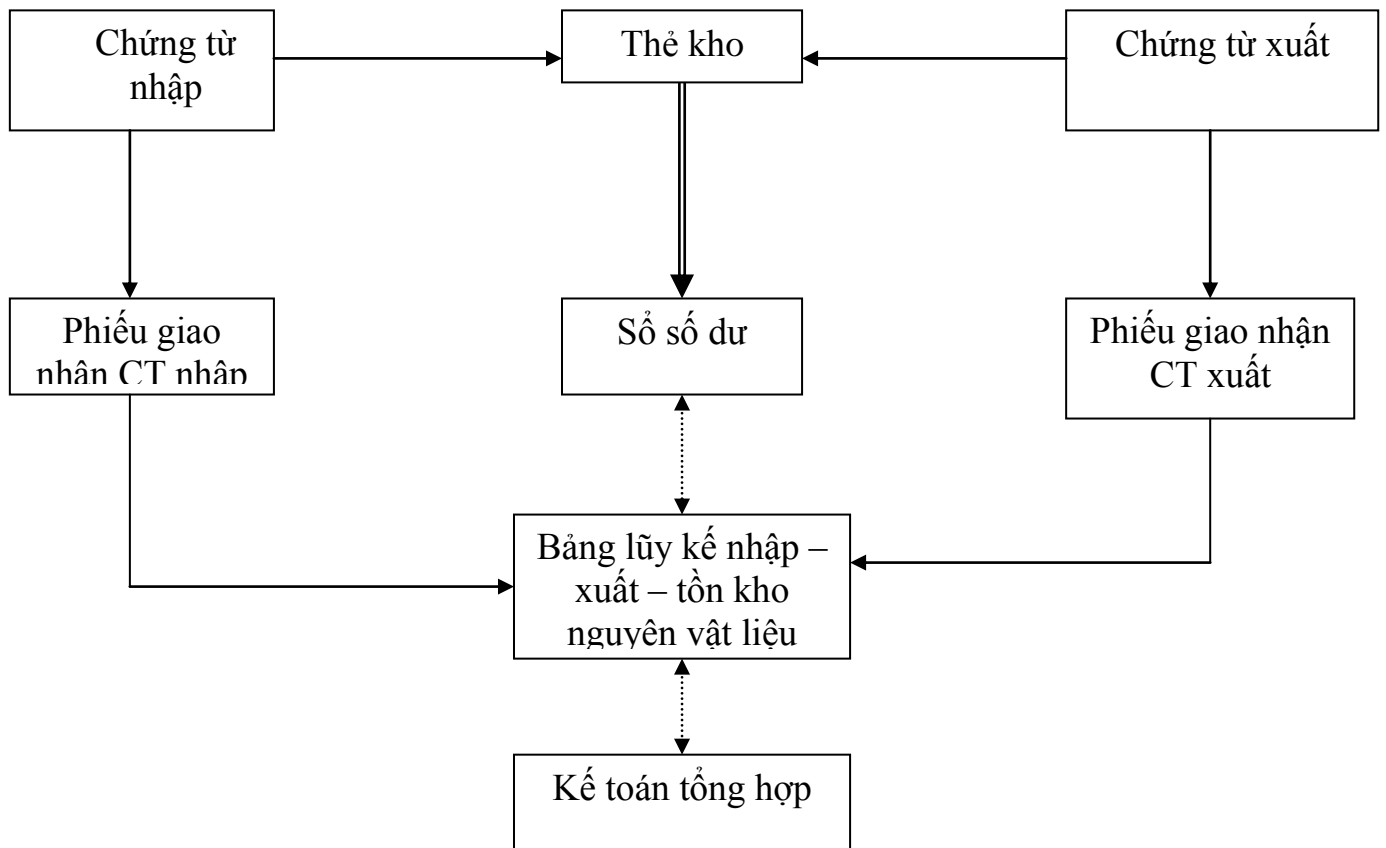 Chứng từ
nhập
Thẻ kho
Chứng từ xuất
Phiếu giao
nhận CT nhập
Sổ số dư
Phiếu giao nhận
CT xuất
Bảng lũy kế nhập –
xuất – tồn kho
nguyên vật liệu
Kế toán tổng hợp